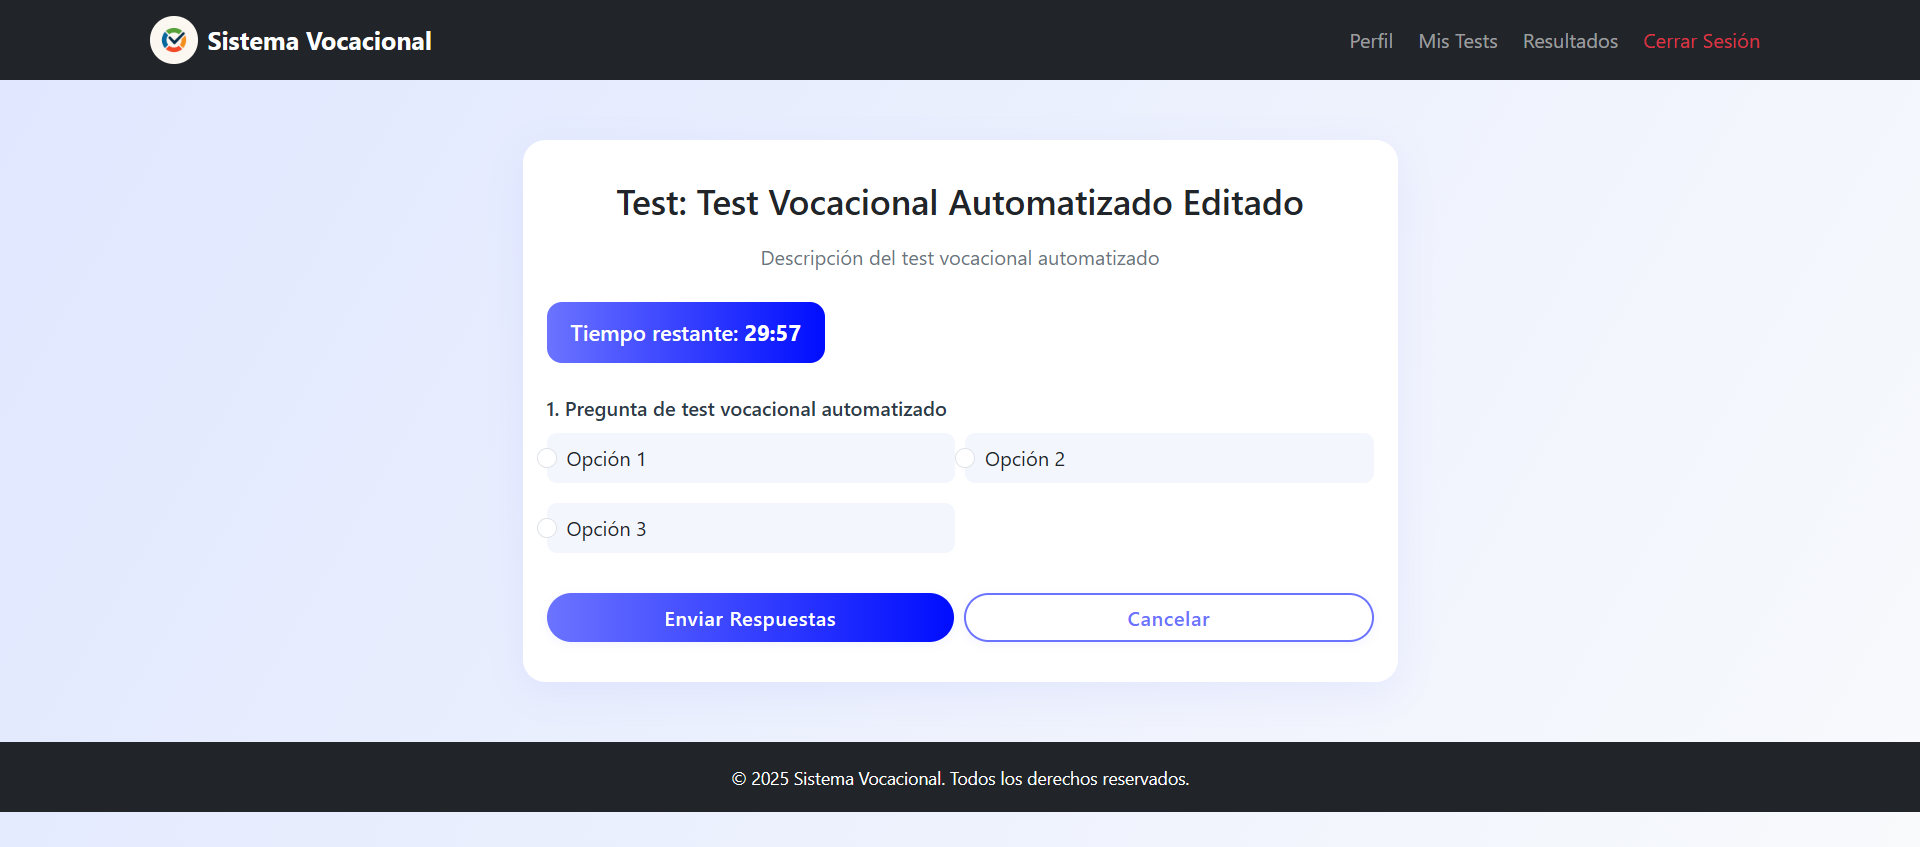 Sistema Vocacional
Perfil Mis Tests Resultados Cerrar Sesión
Test: Test Vocacional Automatizado Editado
Descripción del test vocacional automatizado
Tiempo restante: 29:57
1. Pregunta de test vocacional automatizado
Opción 1
Opción 2
Opción 3
Enviar Respuestas
Cancelar
© 2025 Sistema Vocacional. Todos los derechos reservados.